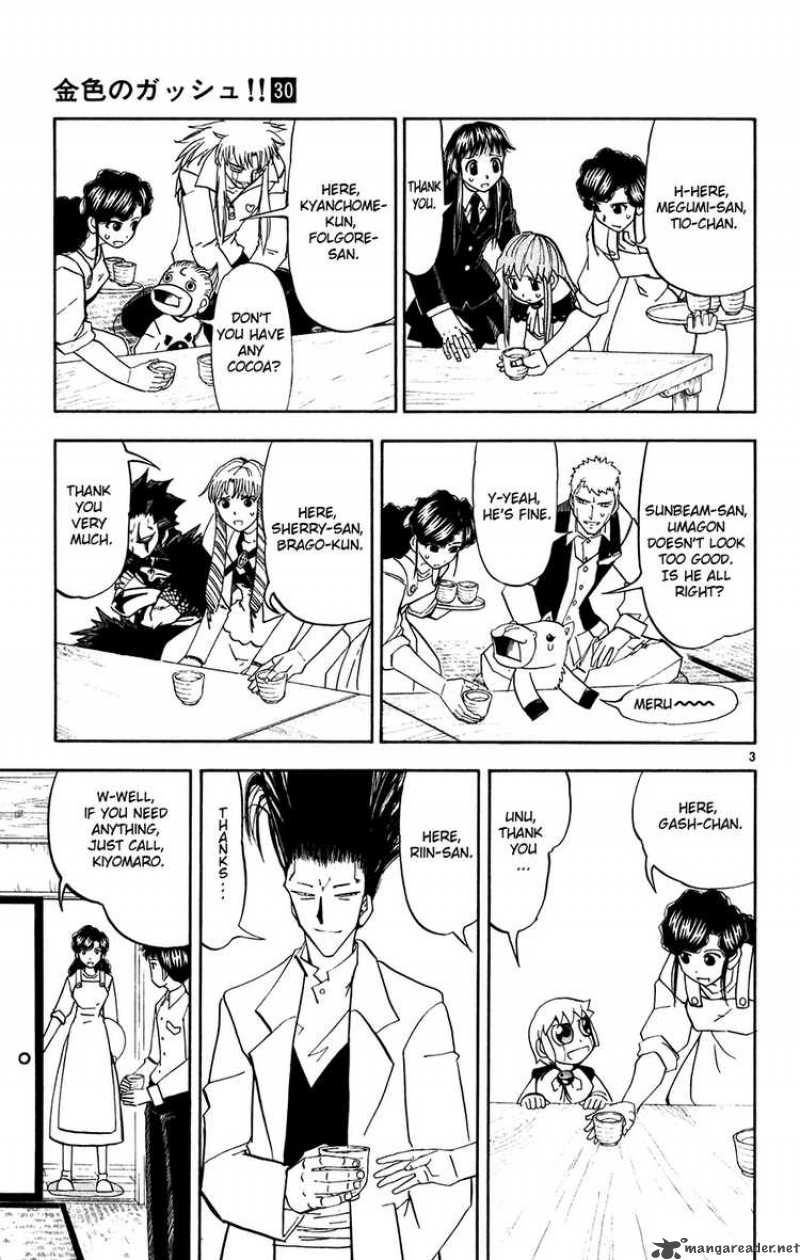 金色のガッシュ!! 30
H-HERE,
MEGUMI-SAN,
TIO-CHAN.
THANK
YOU.
HERE,
KYANCHOME-
KUN,
FOLGORE-
SAN.
DON'T
YOU HAVE
ANY
COCOA?
SUNBEAM-SAN,
UMAGON
DOESN'T LOOK
TOO GOOD.
IS HE ALL
RIGHT?
Y-YEAH,
HE'S FINE.
MERU~~~~
HERE,
SHERRY-SAN,
BRAGO-KUN.
THANK
YOU
VERY
MUCH.
3
HERE,
GASH-CHAN.
UNU,
THANK
YOU
...
HERE,
RIIN-SAN.
THANKS...
W-WELL,
IF YOU NEED
ANYTHING,
JUST CALL,
KIYOMARO.
mangareader.net